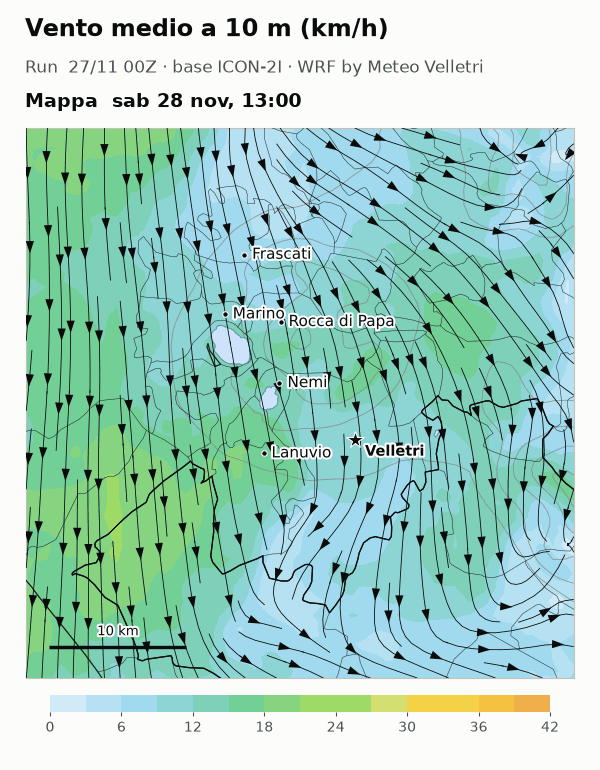 Vento medio a 10 m (km/h)
Run  27/11 00Z · base ICON-2I · WRF by Meteo Velletri
Mappa  sab 28 nov, 13:00
Frascati
Marino
Rocca di Papa
Nemi
Velletri
Lanuvio
10 km
0 6 12 18 24 30 36 42